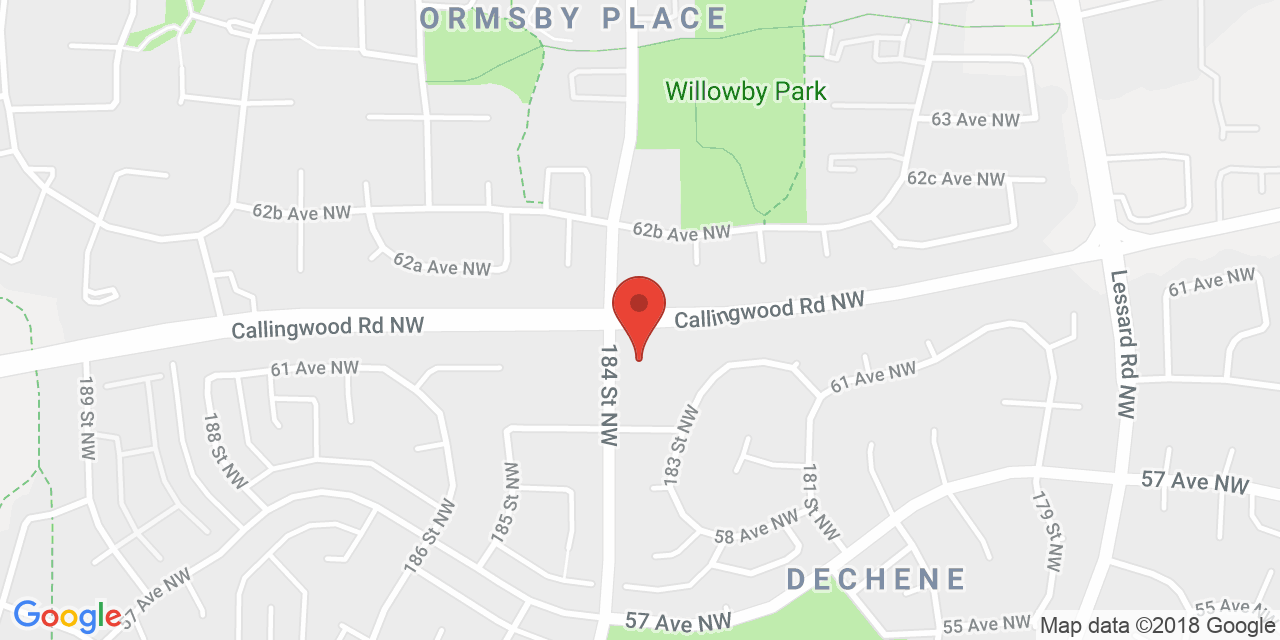 ORMSBY PLACE
Willowby Park
63 Ave NW
62c Ave NW
62b Ave NW
62b Ave NW
62a Ave NW
61 Ave NW
Callingwood Rd NW
Callingwood Rd NW
Lessard Rd NW
184 St NW
61 Ave NW
61 Ave NW
189 St NW
188 St NW
183 St NW
181 St NW
185 St NW
186 St NW
57 Ave NW
179 St NW
58 Ave NW
DECHENE
57 Ave NW
57 Ave NW
55 Ave NW
Google
Map data ©2018 Google